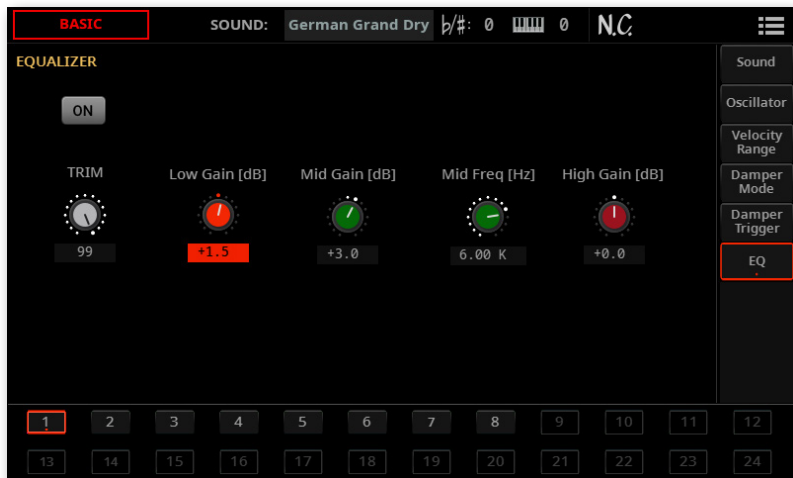 BASIC SOUND: German Grand Dry ♭/#: 0 0 N.C.
EQUALIZER
Sound
ON
Oscillator
Velocity
Range
TRIM Low Gain [dB] Mid Gain [dB] Mid Freq [Hz] High Gain [dB]
Damper
Mode
Damper
Trigger
99 +1.5 +3.0 6.00 K +0.0
EQ
1 2 3 4 5 6 7 8 9 10 11 12
13 14 15 16 17 18 19 20 21 22 23 24